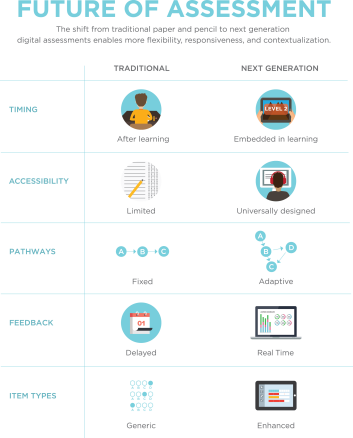 FUTURE OF ASSESSMENT
The shift from traditional paper and pencil to next generation
digital assessments enables more flexibility, responsiveness, and contextualization.
TRADITIONAL NEXT GENERATION
TIMING
LEVEL 2
After learning Embedded in learning
ACCESSIBILITY
Limited Universally designed
PATHWAYS
A B C
A
B D
C
Fixed Adaptive
FEEDBACK
01
Delayed Real Time
ITEM TYPES
Generic Enhanced